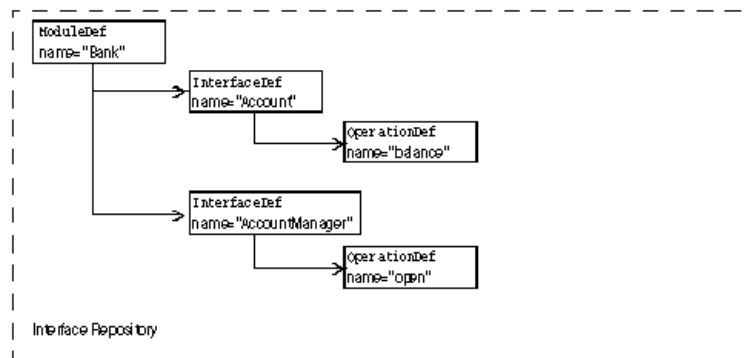 ModuleDef
name="Bank"
InterfaceDef
name="Account"
OperationDef
name="balance"
InterfaceDef
name="AccountManager"
OperationDef
name="open"
Interface Repository